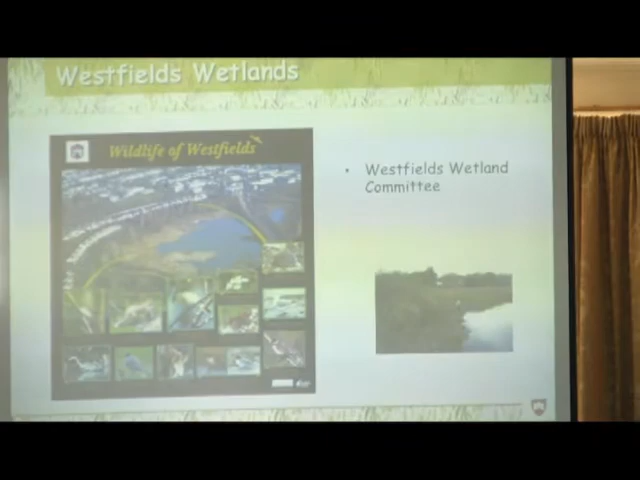 Westfields Wetlands
Wildlife of Westfields
• Westfields Wetland
Committee